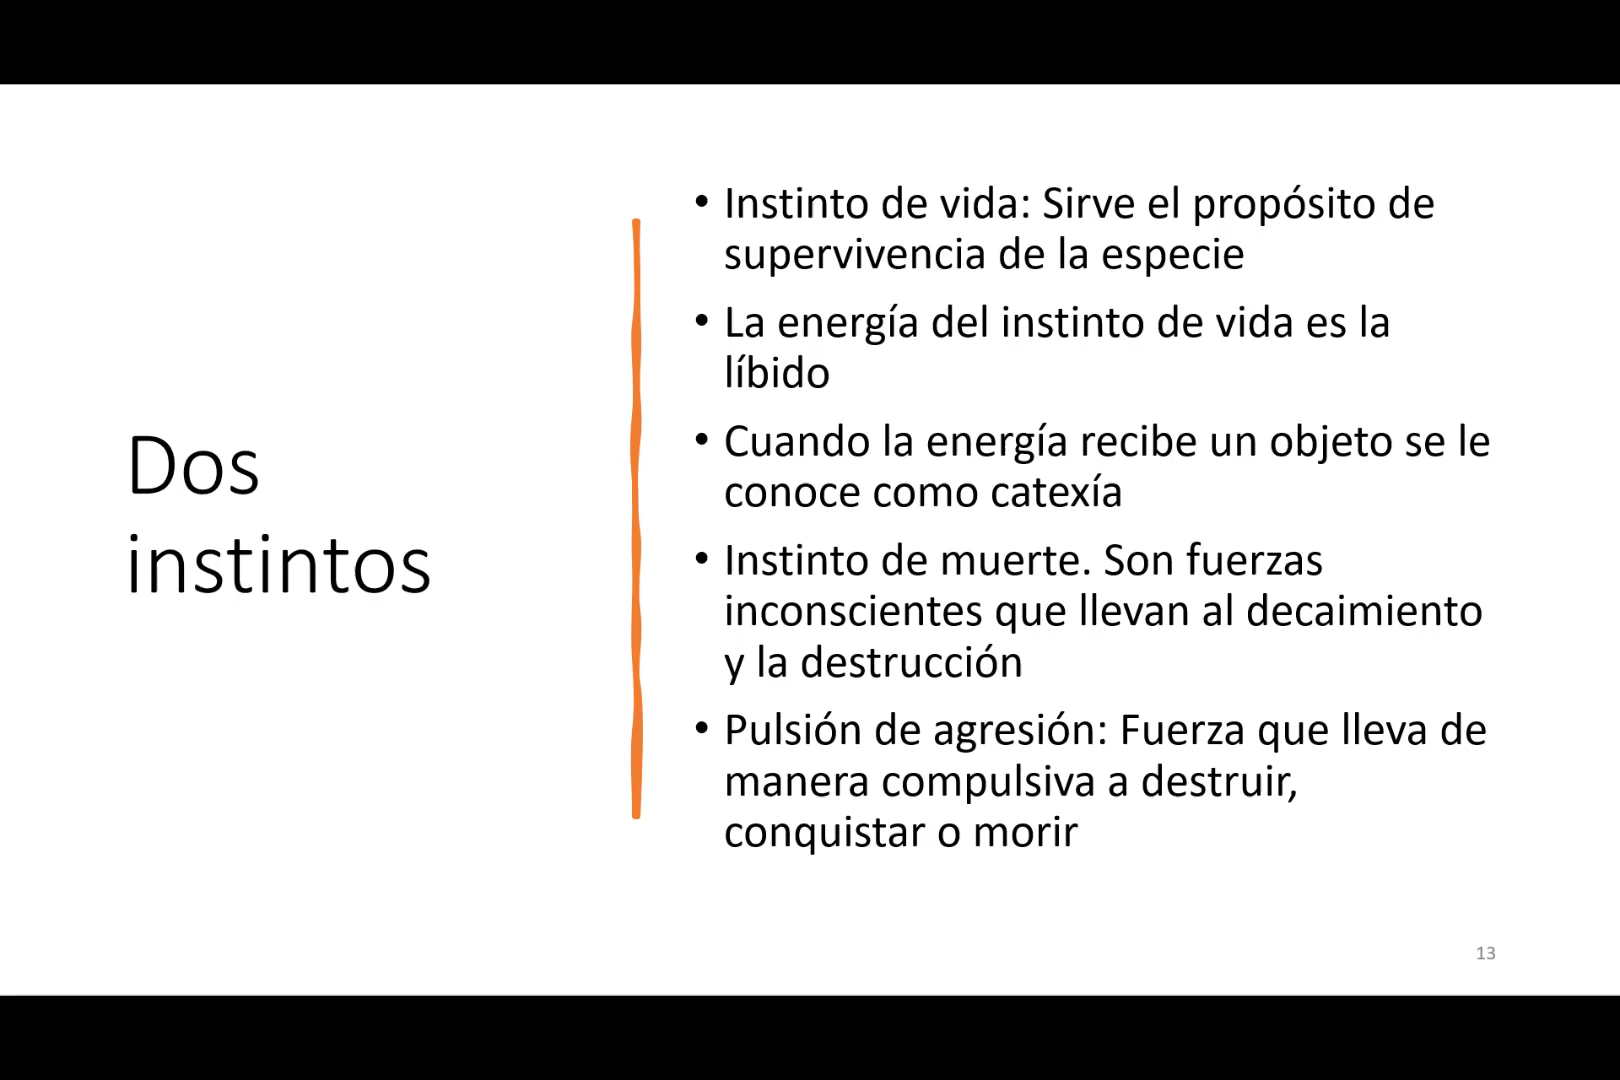 Dos
instintos
• Instinto de vida: Sirve el propósito de
supervivencia de la especie
• La energía del instinto de vida es la
líbido
• Cuando la energía recibe un objeto se le
conoce como catexía
• Instinto de muerte. Son fuerzas
inconscientes que llevan al decaimiento
y la destrucción
• Pulsión de agresión: Fuerza que lleva de
manera compulsiva a destruir,
conquistar o morir
13